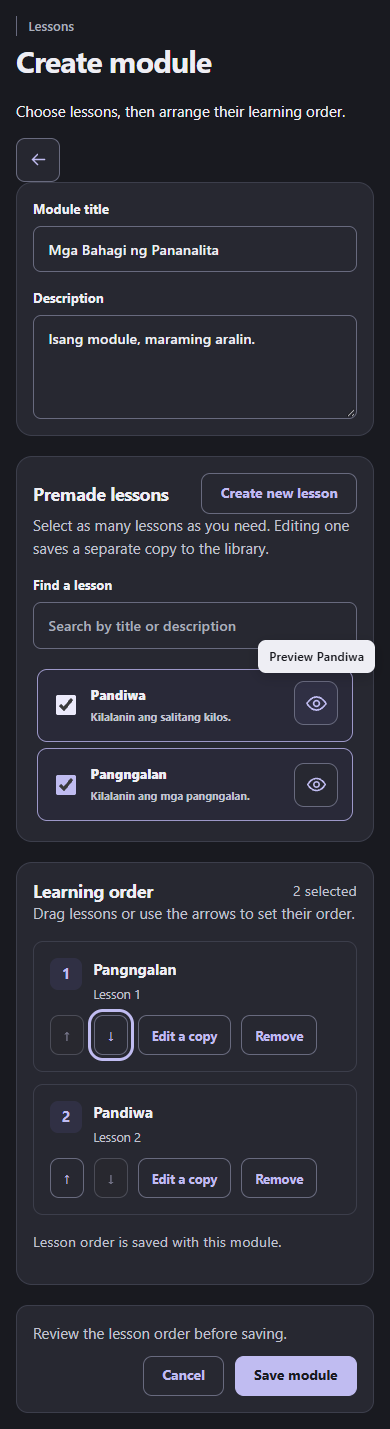 Lessons
Create module
Choose lessons, then arrange their learning order.
←
Module title
Mga Bahagi ng Pananalita
Description
Isang module, maraming aralin.
Premade lessons
Create new lesson
Select as many lessons as you need. Editing one
saves a separate copy to the library.
Find a lesson
Search by title or description
Preview Pandiwa
Pandiwa
Kilalanin ang salitang kilos.
Pangngalan
Kilalanin ang mga pangngalan.
Learning order
2 selected
Drag lessons or use the arrows to set their order.
1
Pangngalan
Lesson 1
↑ ↓ Edit a copy Remove
2
Pandiwa
Lesson 2
↑ ↓ Edit a copy Remove
Lesson order is saved with this module.
Review the lesson order before saving.
Cancel Save module